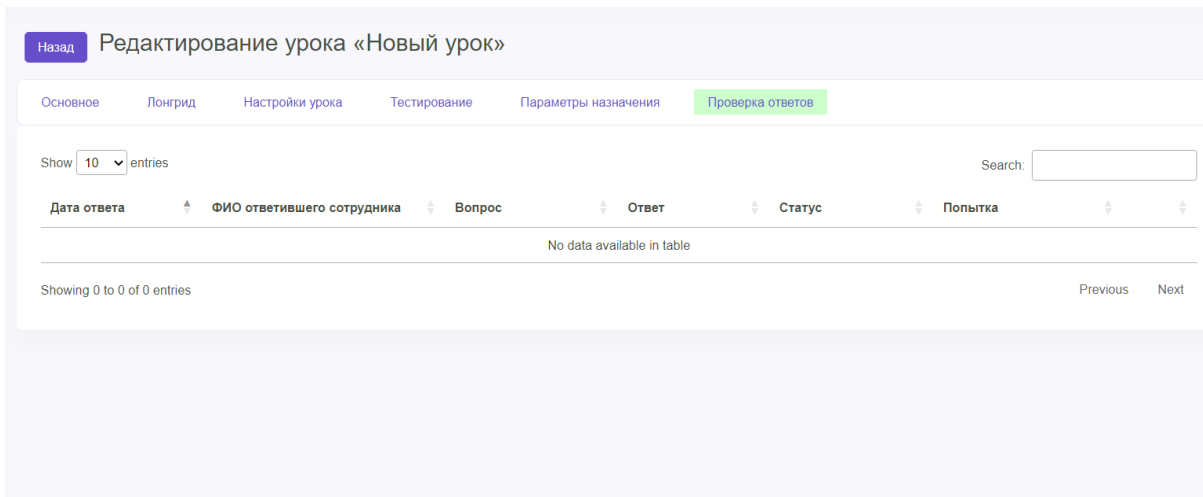 Назад Редактирование урока «Новый урок»
Основное Лонгрид Настройки урока Тестирование Параметры назначения Проверка ответов
Show 10 entries Search:
Дата ответа ФИО ответившего сотрудника Вопрос Ответ Статус Попытка
No data available in table
Showing 0 to 0 of 0 entries Previous Next